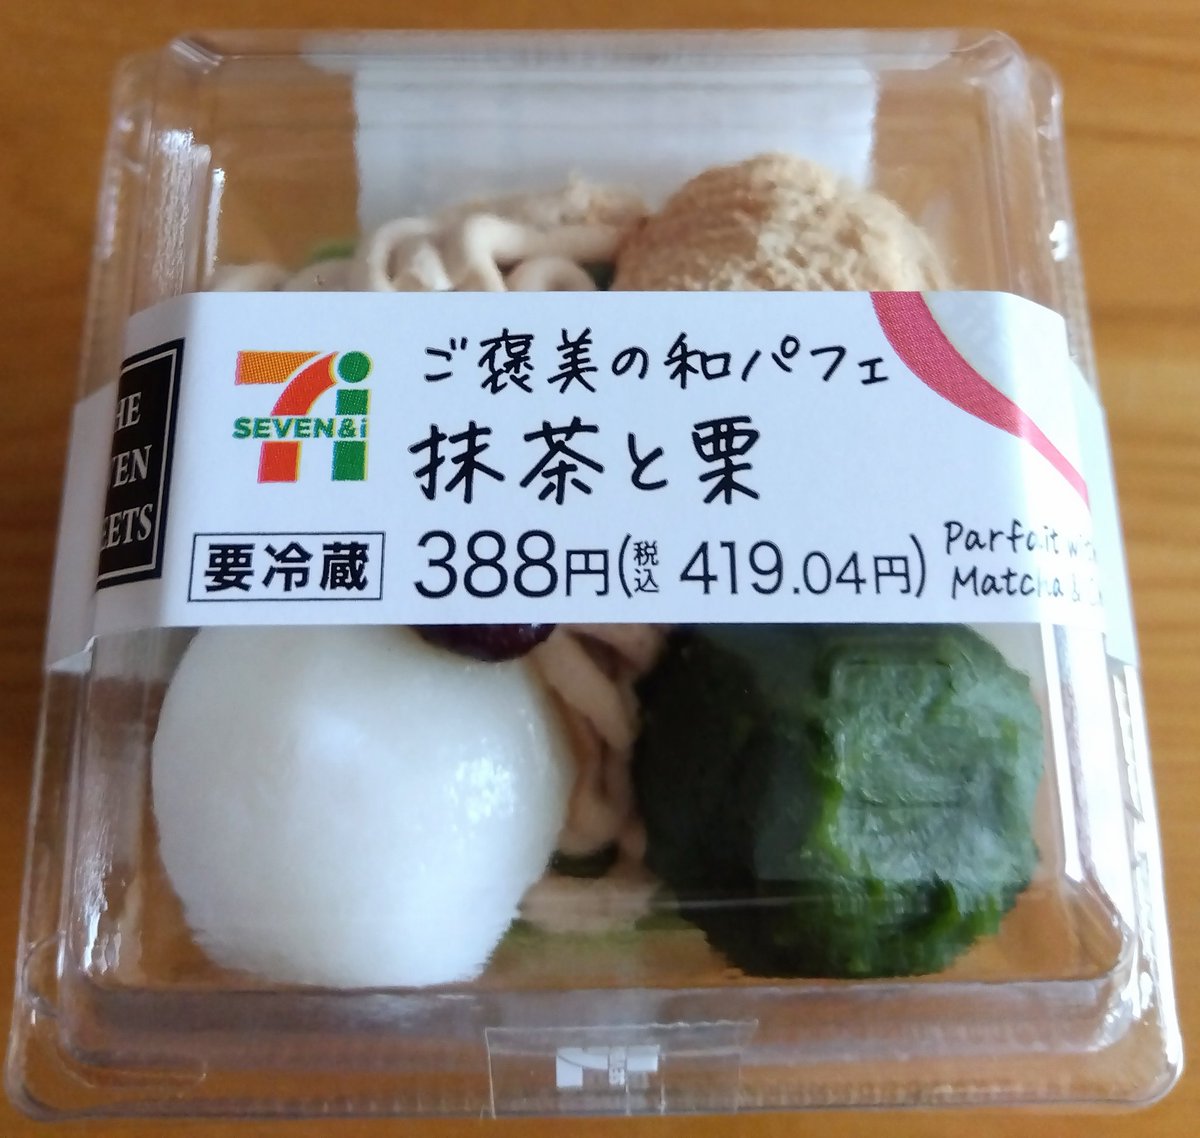 ご褒美の和パフェ
SEVEN&i
抹茶と栗
要冷蔵
388円(税込 419.04円)
Parfait
Matcha &